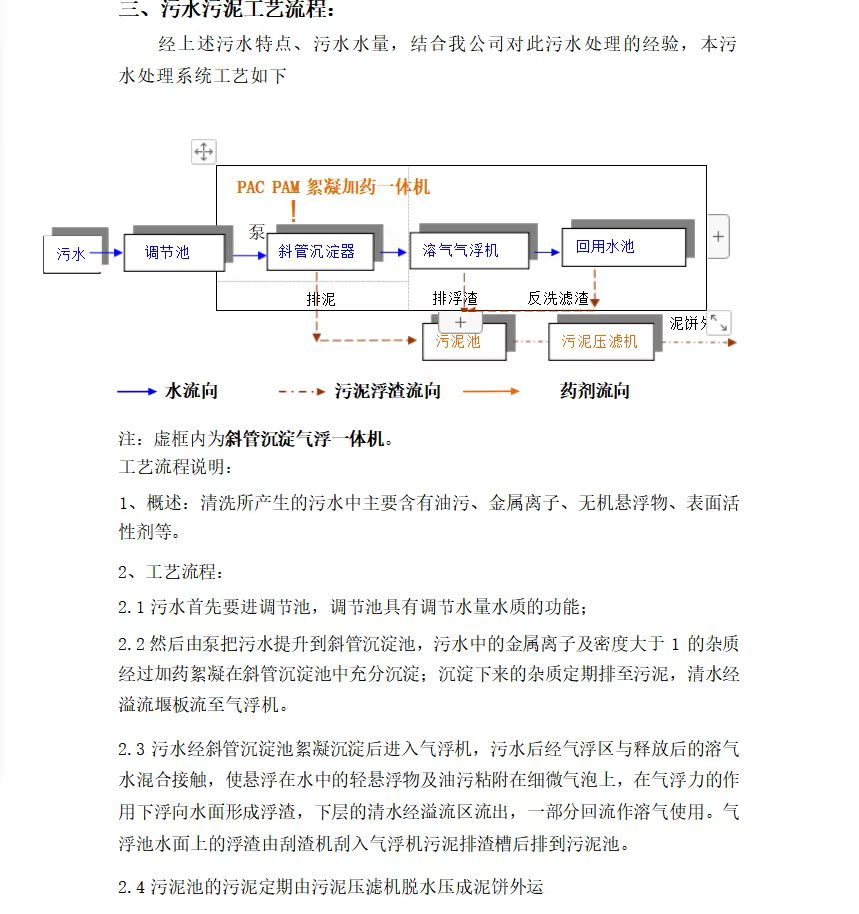 三、污水污泥工艺流程：
经上述污水特点、污水水量，结合我公司对此污水处理的经验，本污
水处理系统工艺如下
PAC PAM 絮凝加药一体机
泵
污水
调节池
斜管沉淀器
溶气气浮机
回用水池
排泥
排浮渣
反洗滤渣
污泥池
污泥压滤机
泥饼外
水流向
污泥浮渣流向
药剂流向
注：虚框内为斜管沉淀气浮一体机。
工艺流程说明：
1、概述：清洗所产生的污水中主要含有油污、金属离子、无机悬浮物、表面活
性剂等。
2、工艺流程：
2.1 污水首先要进调节池，调节池具有调节水量水质的功能；
2.2 然后由泵把污水提升到斜管沉淀池，污水中的金属离子及密度大于 1 的杂质
经过加药絮凝在斜管沉淀池中充分沉淀；沉淀下来的杂质定期排至污泥，清水经
溢流堰板流至气浮机。
2.3 污水经斜管沉淀池絮凝沉淀后进入气浮机，污水后经气浮区与释放后的溶气
水混合接触，使悬浮在水中的轻悬浮物及油污粘附在细微气泡上，在气浮力的作
用下浮向水面形成浮渣，下层的清水经溢流区流出，一部分回流作溶气使用。气
浮池水面上的浮渣由刮渣机刮入气浮机污泥排渣槽后排到污泥池。
2.4 污泥池的污泥定期由污泥压滤机脱水压成泥饼外运